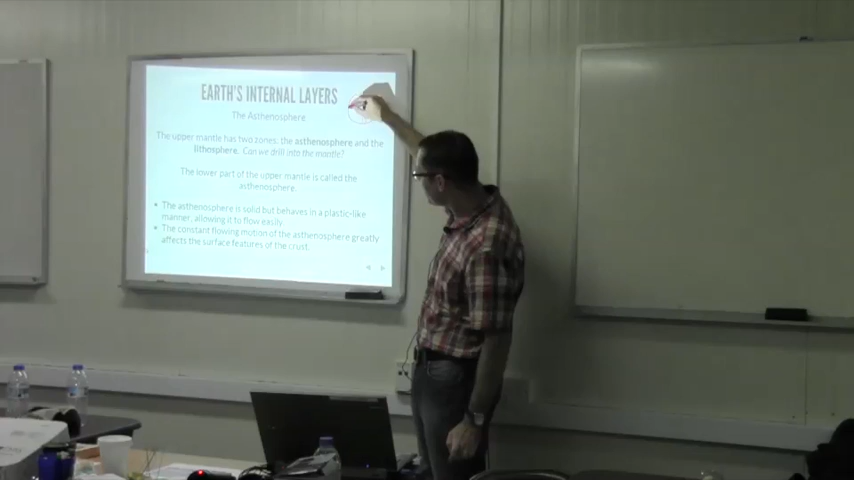 EARTH'S INTERNAL LAYERS
The Asthenosphere
The upper mantle has two zones, the asthenosphere and the
lithosphere. Can we drill into the mantle?
The lower part of the upper mantle is called the
asthenosphere.
• The asthenosphere is solid but behaves in a plastic-like
manner, allowing it to flow easily.
• The constant flowing motion of the asthenosphere greatly
affects the surface features of the crust.